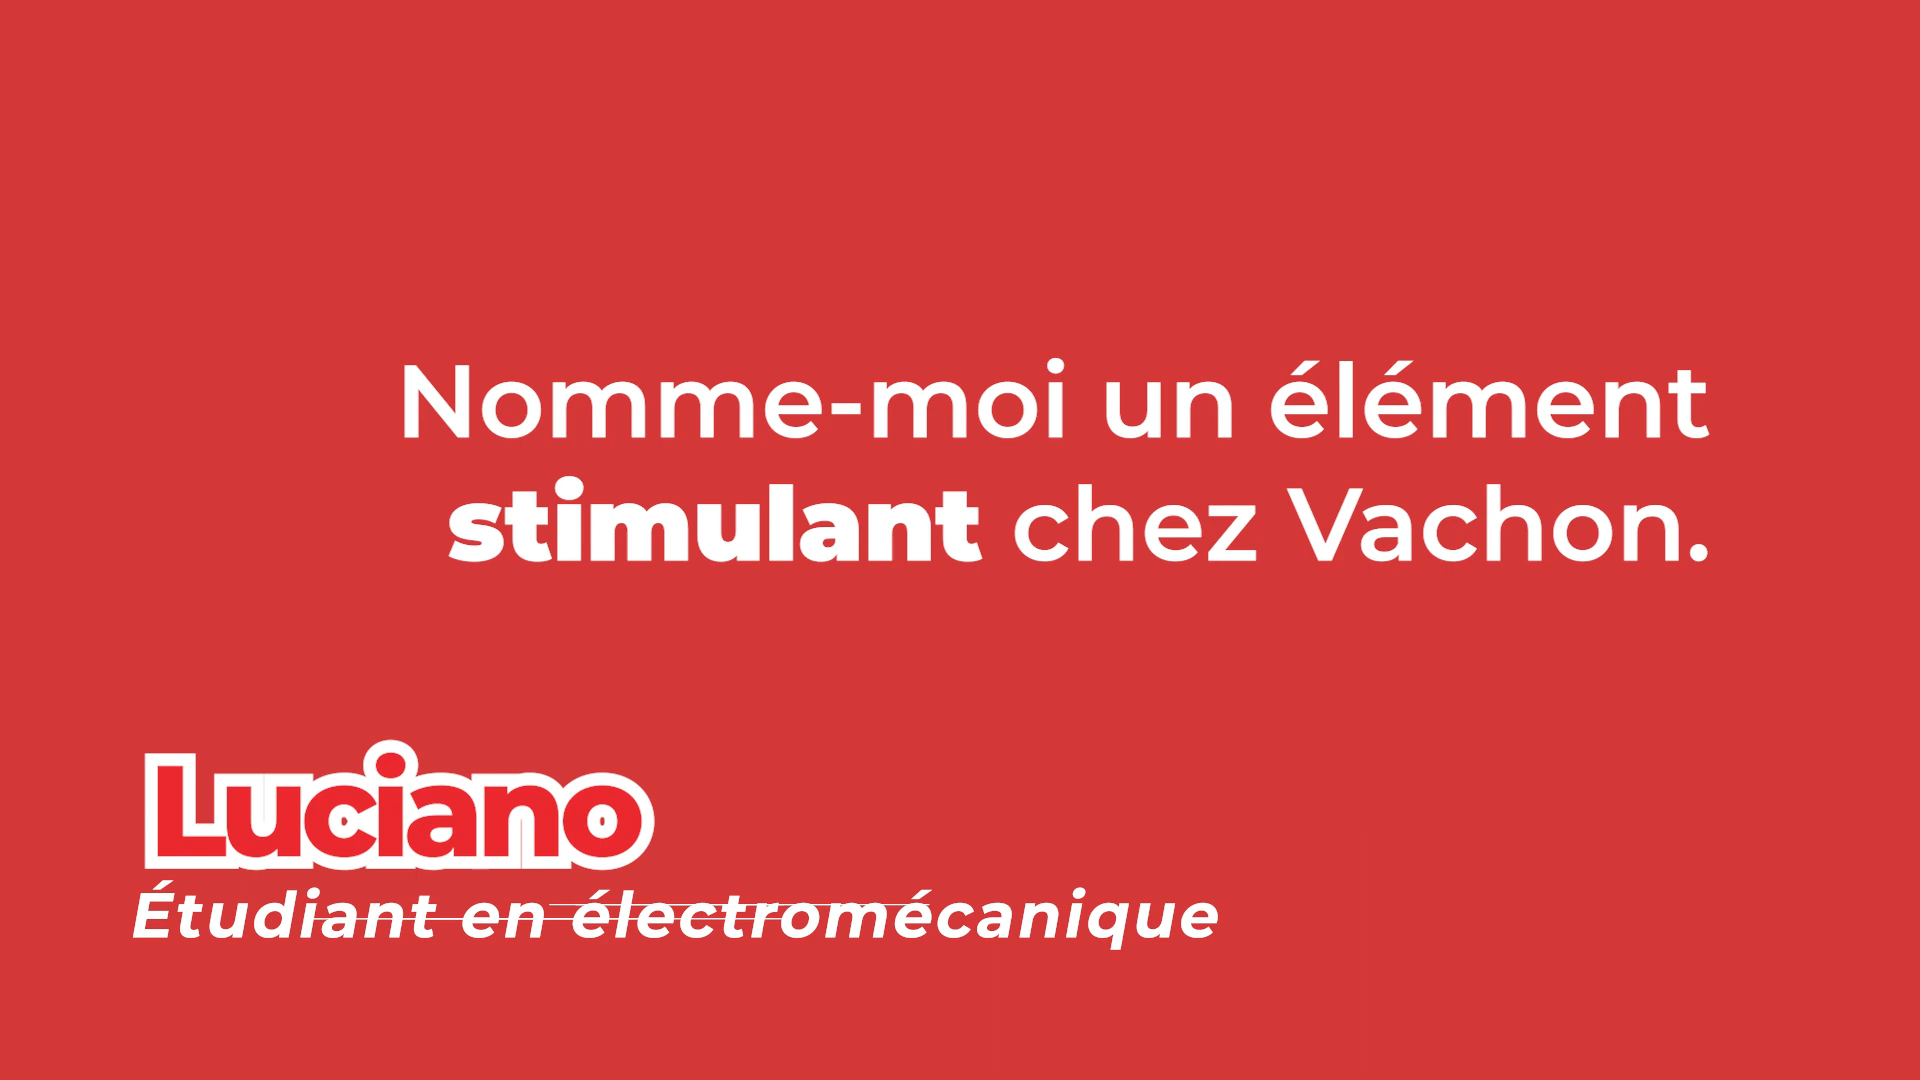 Nomme-moi un élément
stimulant chez Vachon.
Luciano
Étudiant en électromécanique